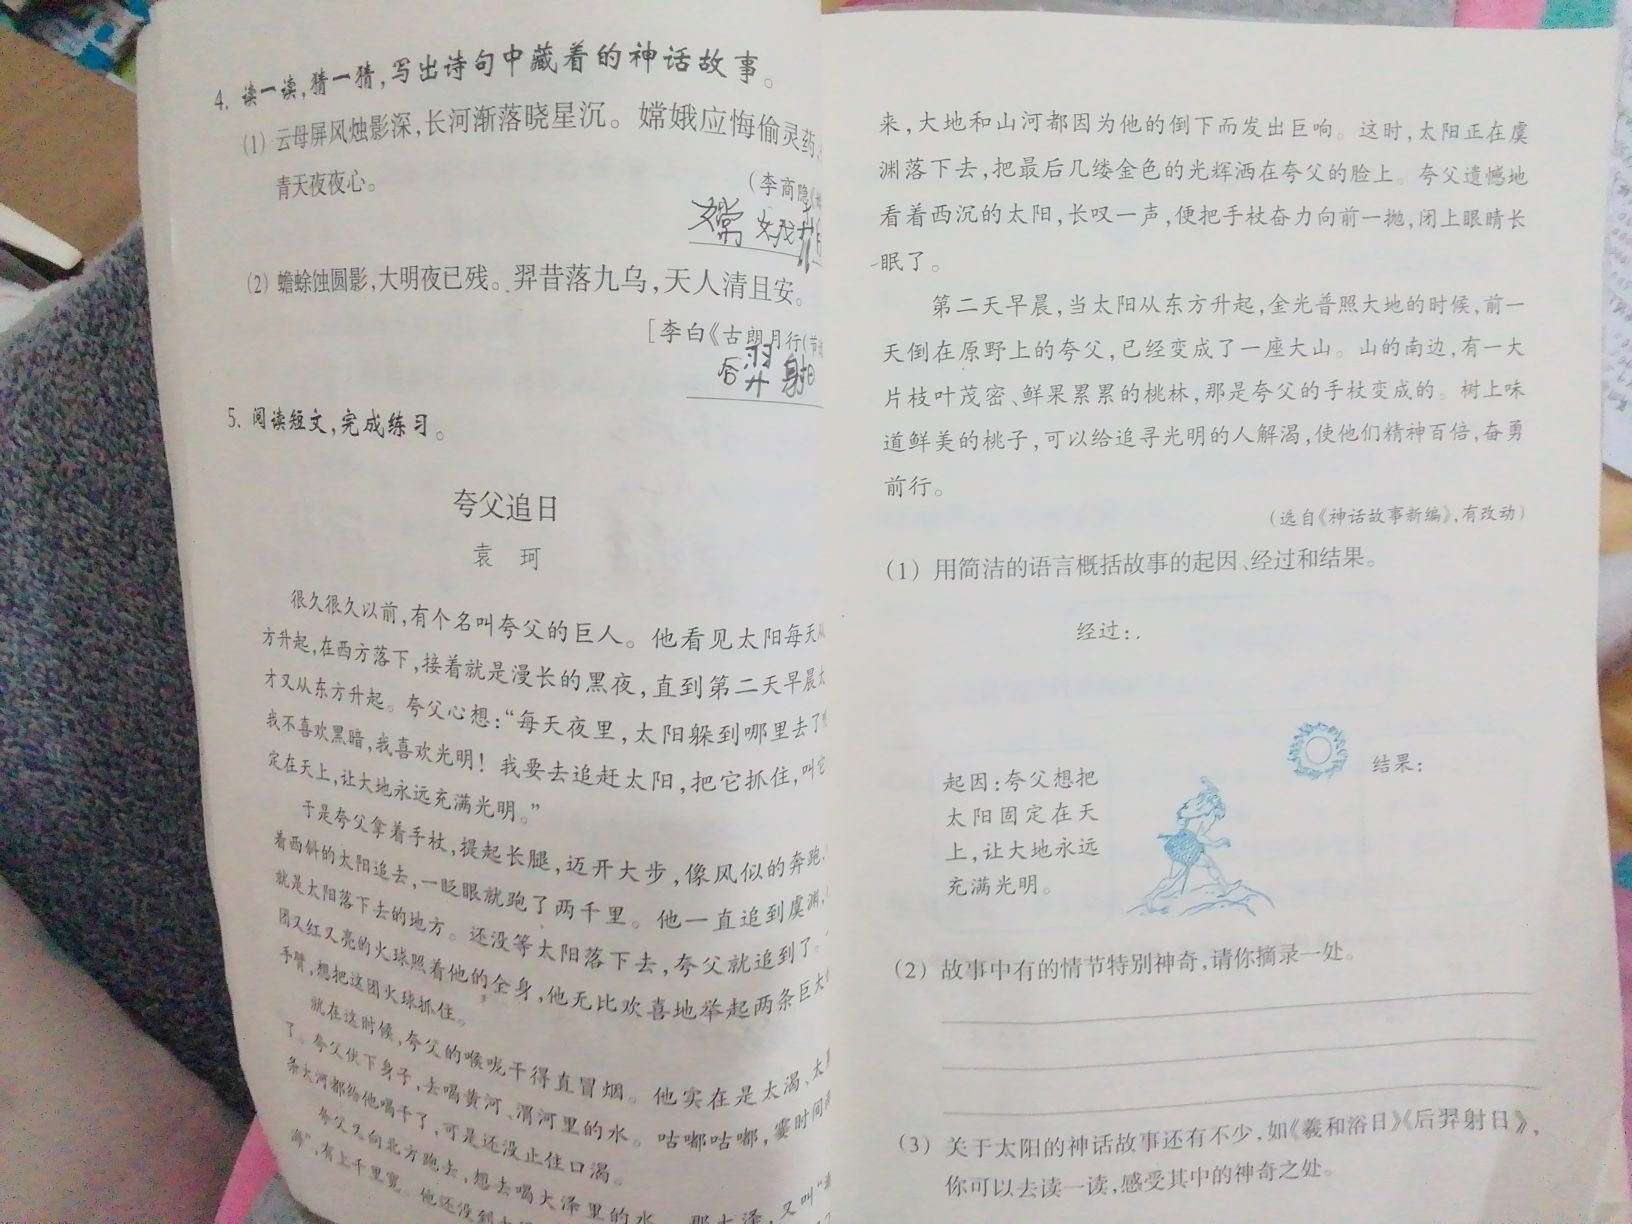 4. 读一读,猜一猜,写出诗句中藏着的神话故事。
(1) 云母屏风烛影深,长河渐落晓星沉。嫦娥应悔偷灵药,
青天夜夜心。
(李商隐
嫦娥
(2) 蟾蜍蚀圆影,大明夜已残。羿昔落九乌,天人清且安。
[李白《古朗月行(节
后羿射日
5. 阅读短文,完成练习。
夸父追日
袁 珂
很久很久以前,有个名叫夸父的巨人。他看见太阳每天从
方升起,在西方落下,接着就是漫长的黑夜,直到第二天早晨太
才又从东方升起。夸父心想:“每天夜里,太阳躲到哪里去了
我不喜欢黑暗,我喜欢光明!我要去追赶太阳,把它抓住,叫它
定在天上,让大地永远充满光明。”
于是夸父拿着手杖,提起长腿,迈开大步,像风似的奔跑,
着西斜的太阳追去,一眨眼就跑了两千里。他一直追到虞渊,
就是太阳落下去的地方。还没等太阳落下去,夸父就追到了。
团又红又亮的火球照着他的全身,他无比欢喜地举起两条巨大
手臂,想把这团火球抓住。
就在这时候,夸父的喉咙干得直冒烟。他实在是太渴、太
了。夸父伏下身子,去喝黄河、渭河里的水。咕嘟咕嘟,霎时间
条大河都给他喝干了,可是还没止住口渴。
夸父又向北方跑去,想去喝大泽里的水。那大泽,又叫“
海”,有上千里宽。他还没到
来,大地和山河都因为他的倒下而发出巨响。这时,太阳正在虞
渊落下去,把最后几缕金色的光辉洒在夸父的脸上。夸父遗憾地
看着西沉的太阳,长叹一声,便把手杖奋力向前一抛,闭上眼睛长
眠了。
第二天早晨,当太阳从东方升起,金光普照大地的时候,前一
天倒在原野上的夸父,已经变成了一座大山。山的南边,有一大
片枝叶茂密、鲜果累累的桃林,那是夸父的手杖变成的。树上味
道鲜美的桃子,可以给追寻光明的人解渴,使他们精神百倍,奋勇
前行。
(选自《神话故事新编》,有改动)
(1) 用简洁的语言概括故事的起因、经过和结果。
经过:
结果:
起因:夸父想把
太阳固定在天
上,让大地永远
充满光明。
(2) 故事中有的情节特别神奇,请你摘录一处。
(3) 关于太阳的神话故事还有不少,如《羲和浴日》《后羿射日》,
你可以去读一读,感受其中的神奇之处。